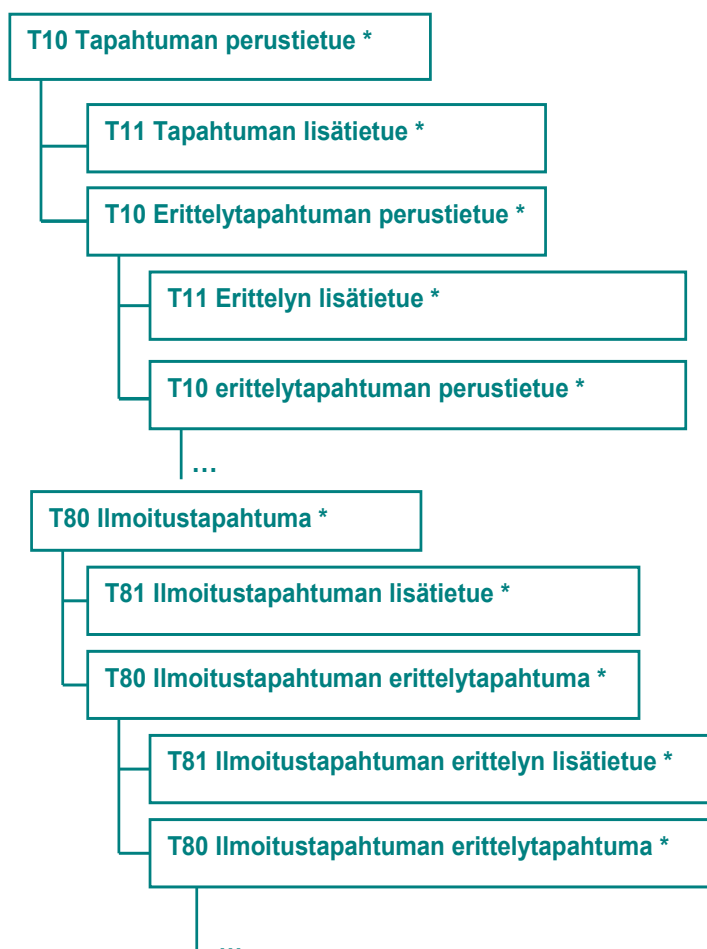 T10 Tapahtuman perustietue *
T11 Tapahtuman lisätietue *
T10 Erittelytapahtuman perustietue *
T11 Erittelyn lisätietue *
T10 erittelytapahtuman perustietue *
...
T80 Ilmoitustapahtuma *
T81 Ilmoitustapahtuman lisätietue *
T80 Ilmoitustapahtuman erittelytapahtuma *
T81 Ilmoitustapahtuman erittelyn lisätietue *
T80 Ilmoitustapahtuman erittelytapahtuma *
...